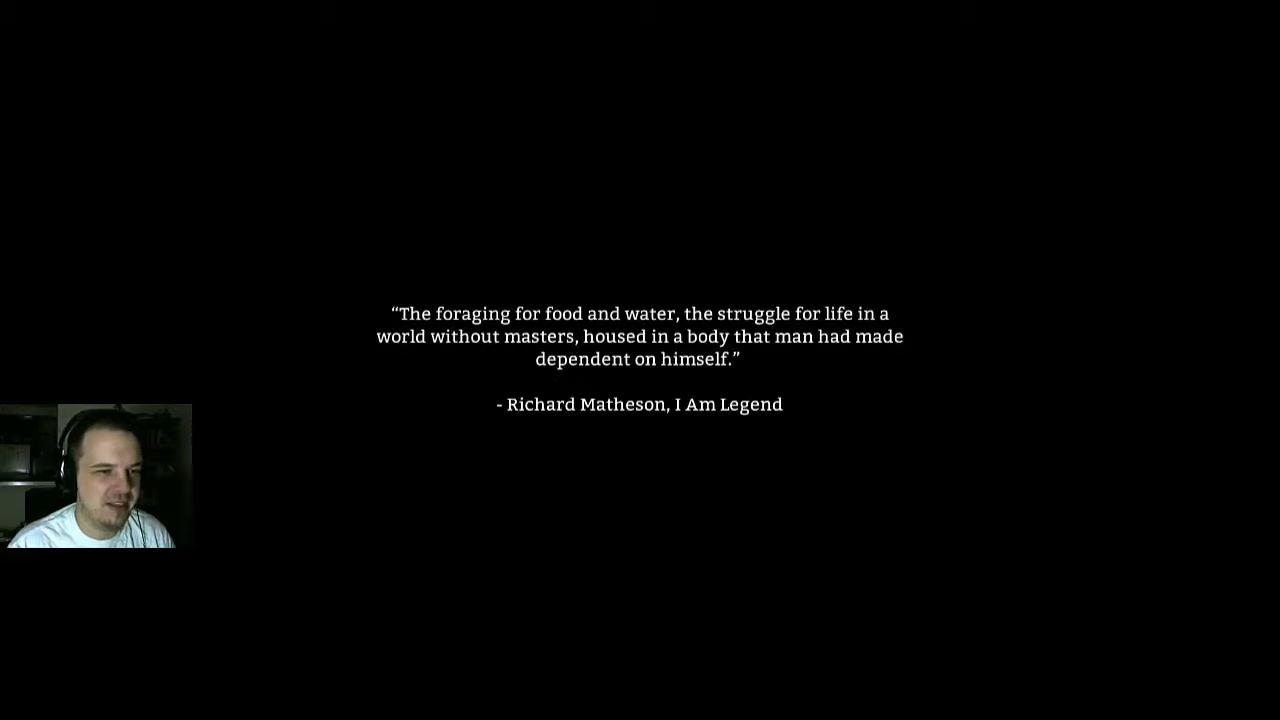 “The foraging for food and water, the struggle for life in a
world without masters, housed in a body that man had made
dependent on himself.”
- Richard Matheson, I Am Legend